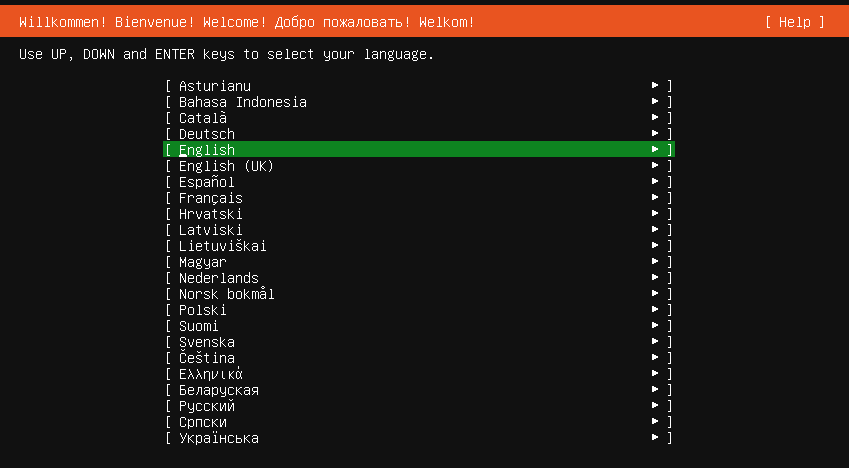 Willkommen! Bienvenue! Welcome! Добро пожаловать! Welkom! [ Help ]
Use UP, DOWN and ENTER keys to select your language.
[ Asturianu ► ]
[ Bahasa Indonesia ► ]
[ Català ► ]
[ Deutsch ► ]
[ English ► ]
[ English (UK) ► ]
[ Español ► ]
[ Français ► ]
[ Hrvatski ► ]
[ Latviski ► ]
[ Lietuviškai ► ]
[ Magyar ► ]
[ Nederlands ► ]
[ Norsk bokmål ► ]
[ Polski ► ]
[ Suomi ► ]
[ Svenska ► ]
[ Čeština ► ]
[ Ελληνικά ► ]
[ Беларуская ► ]
[ Русский ► ]
[ Српски ► ]
[ Українська ► ]